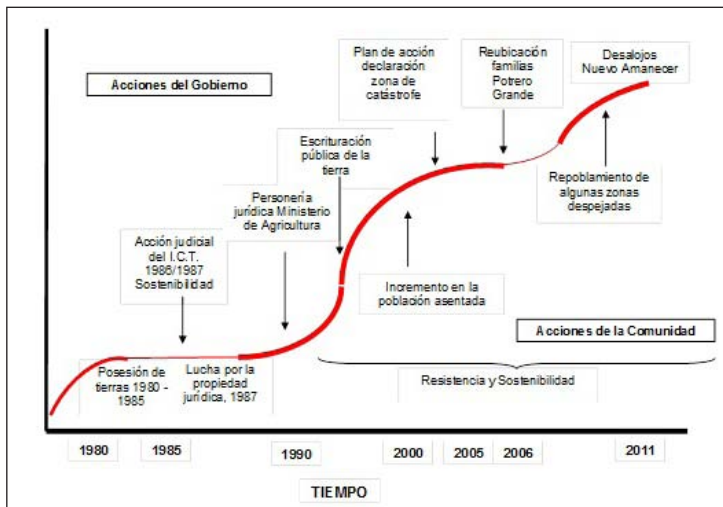 Acciones del Gobierno
Plan de acción
declaración
zona de
catástrofe
Reubicación
familias
Potrero
Grande
Desalojos
Nuevo Amanecer
Escrituración
pública de la
tierra
Personería
jurídica Ministerio
de Agricultura
Acción judicial
del I.C.T.
1986/1987
Sostenibilidad
Repoblamiento de
algunas zonas
despejadas
Incremento en la
población asentada
Acciones de la Comunidad
Posesión de
tierras 1980 -
1985
Lucha por la
propiedad
jurídica, 1987
Resistencia y Sostenibilidad
1980
1985
1990
2000
2005
2006
2011
TIEMPO